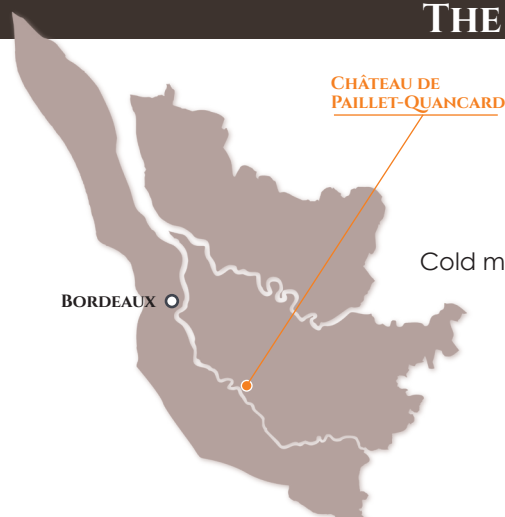 THE
CHÂTEAU DE
PAILLET-QUANCARD
Cold m
BORDEAUX